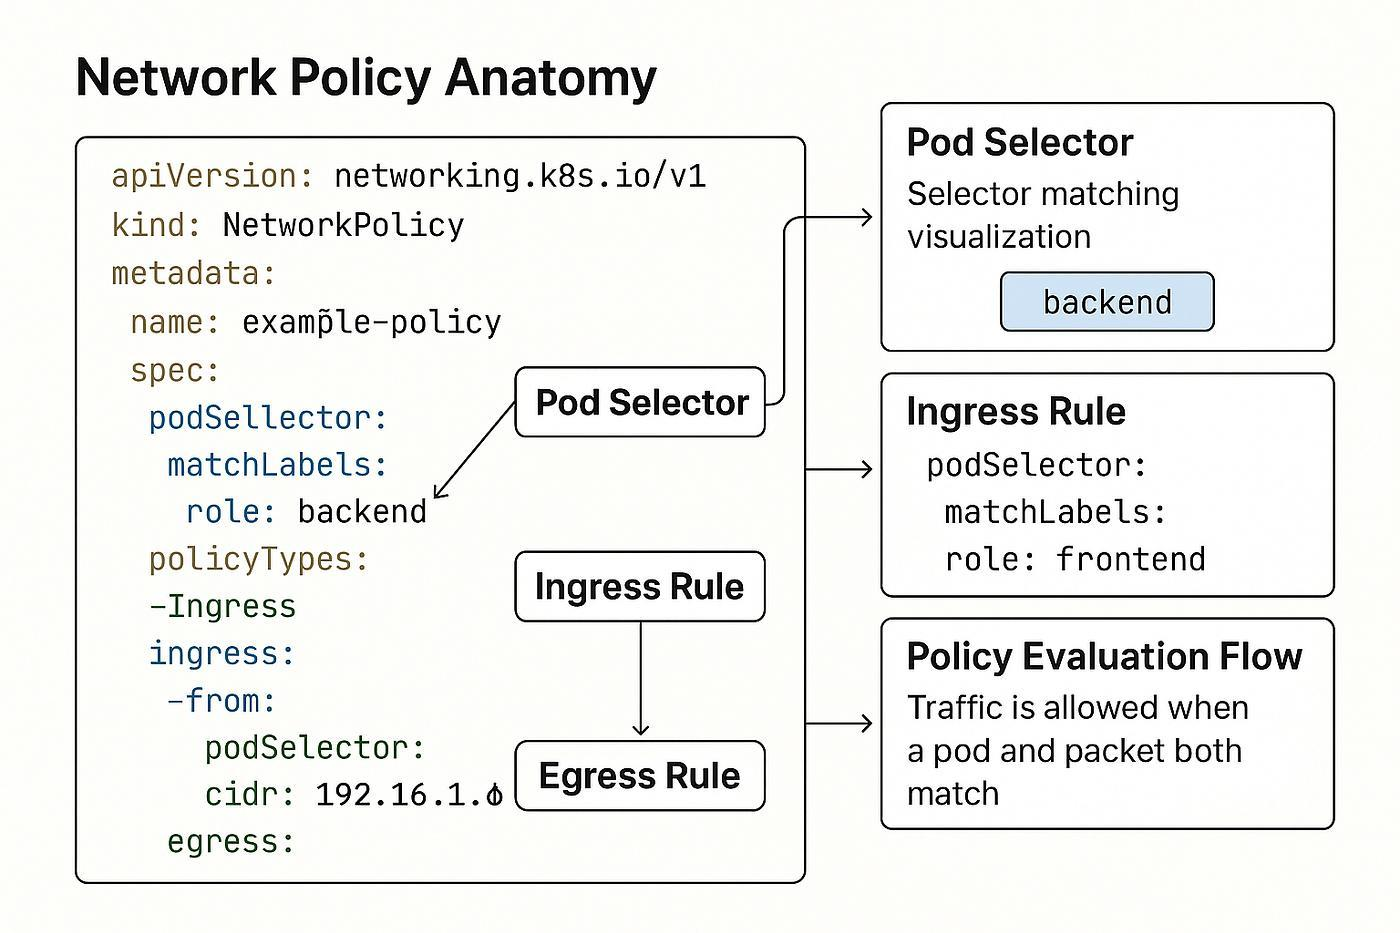 Network Policy Anatomy
apiVersion: networking.k8s.io/v1
kind: NetworkPolicy
metadata:
name: examp̃le-policy
spec:
podSellector:
matchLabels:
role: backend
policyTypes:
-Ingress
ingress:
-from:
podSelector:
cidr: 192.16.1.0
egress:
Pod Selector
Ingress Rule
Egress Rule
Pod Selector
Selector matching
visualization
backend
Ingress Rule
podSelector:
matchLabels:
role: frontend
Policy Evaluation Flow
Traffic is allowed when
a pod and packet both
match